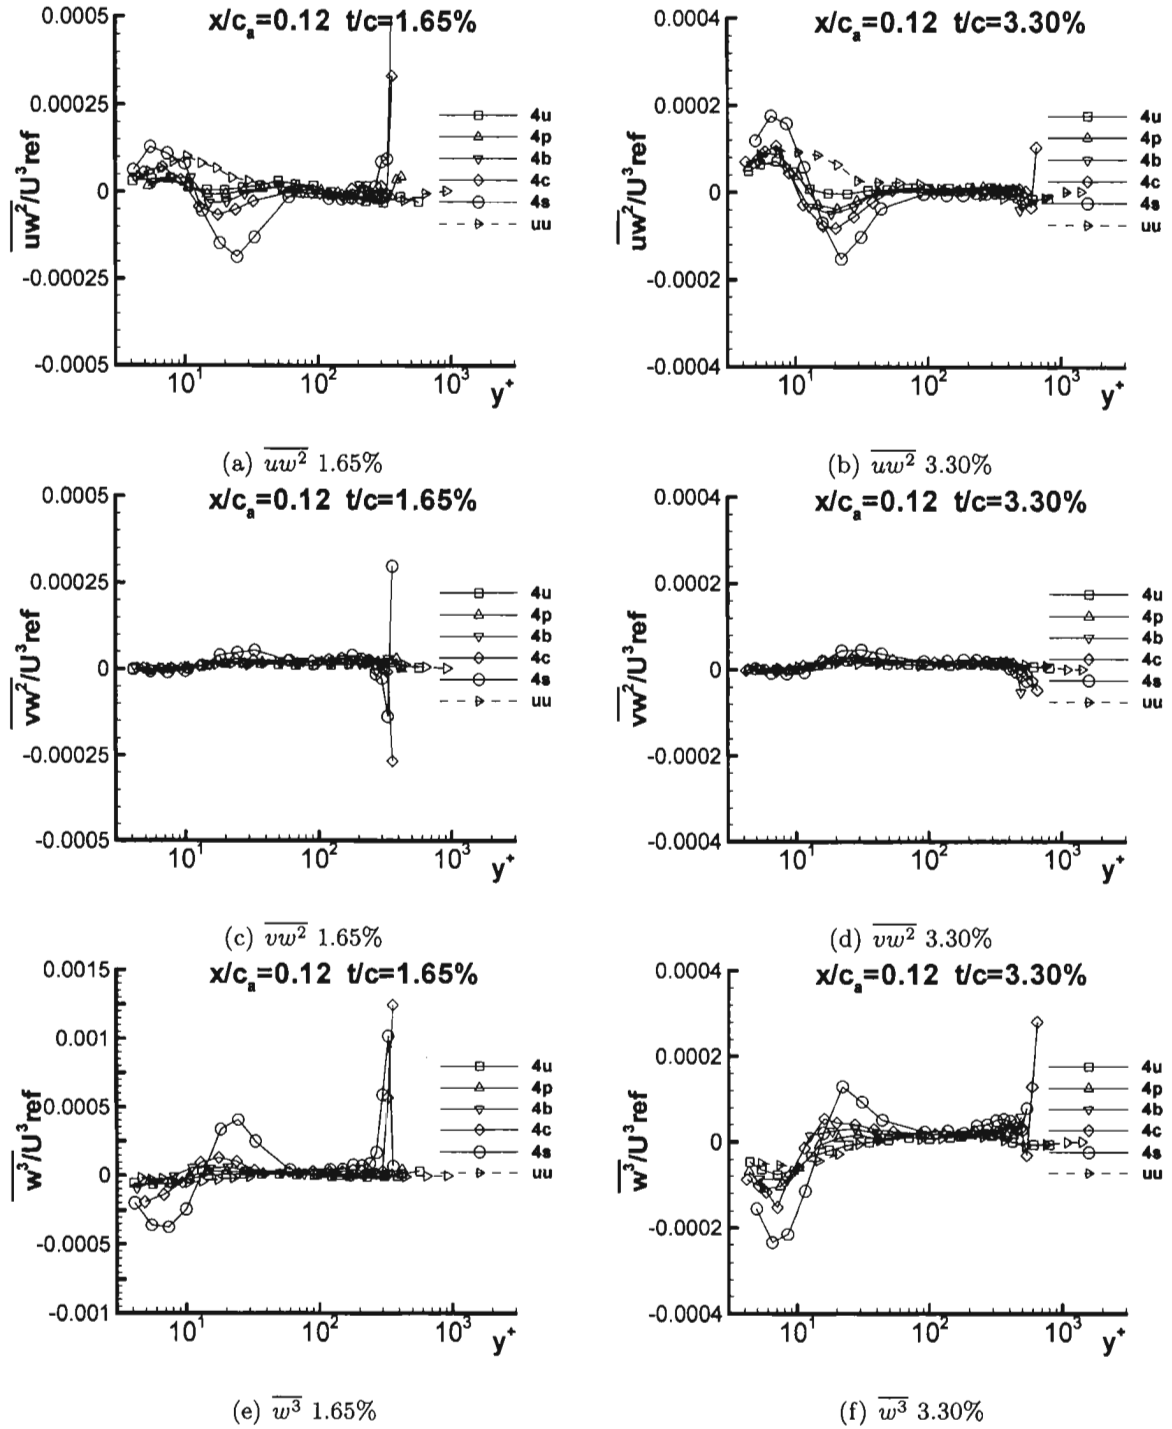 x/cₐ=0.12 t/c=1.65%
0.0005
0.00025
0
-0.00025
-0.0005
uw²/U³ref
10¹ 10² 10³
y⁺
4u
4p
4b
4c
4s
uu
(a) uw² 1.65%
x/cₐ=0.12 t/c=3.30%
0.0004
0.0002
0
-0.0002
-0.0004
uw²/U³ref
10¹ 10² 10³
y⁺
4u
4p
4b
4c
4s
uu
(b) uw² 3.30%
x/cₐ=0.12 t/c=1.65%
0.0005
0.00025
0
-0.00025
-0.0005
vw²/U³ref
10¹ 10² 10³
y⁺
4u
4p
4b
4c
4s
uu
(c) vw² 1.65%
x/cₐ=0.12 t/c=3.30%
0.0004
0.0002
0
-0.0002
-0.0004
vw²/U³ref
10¹ 10² 10³
y⁺
4u
4p
4b
4c
4s
uu
(d) vw² 3.30%
x/cₐ=0.12 t/c=1.65%
0.0015
0.001
0.0005
0
-0.0005
-0.001
w³/U³ref
10¹ 10² 10³
y⁺
4u
4p
4b
4c
4s
uu
(e) w³ 1.65%
x/cₐ=0.12 t/c=3.30%
0.0004
0.0002
0
-0.0002
-0.0004
w³/U³ref
10¹ 10² 10³
y⁺
4u
4p
4b
4c
4s
uu
(f) w³ 3.30%